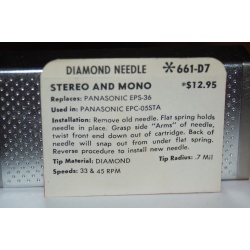 DIAMOND NEEDLE *661-D7
STEREO AND MONO *$12.95
Replaces: PANASONIC EPS-36
Used in: PANASONIC EPC-05STA
Installation: Remove old needle. Flat spring holds
needle in place. Grasp side "Arms" of needle,
twist front end down out of cartridge. Back of
needle will snap out from under flat spring.
Reverse procedure to install new needle.
Tip Material: DIAMOND Tip Radius: .7 Mil
Speeds: 33 & 45 RPM